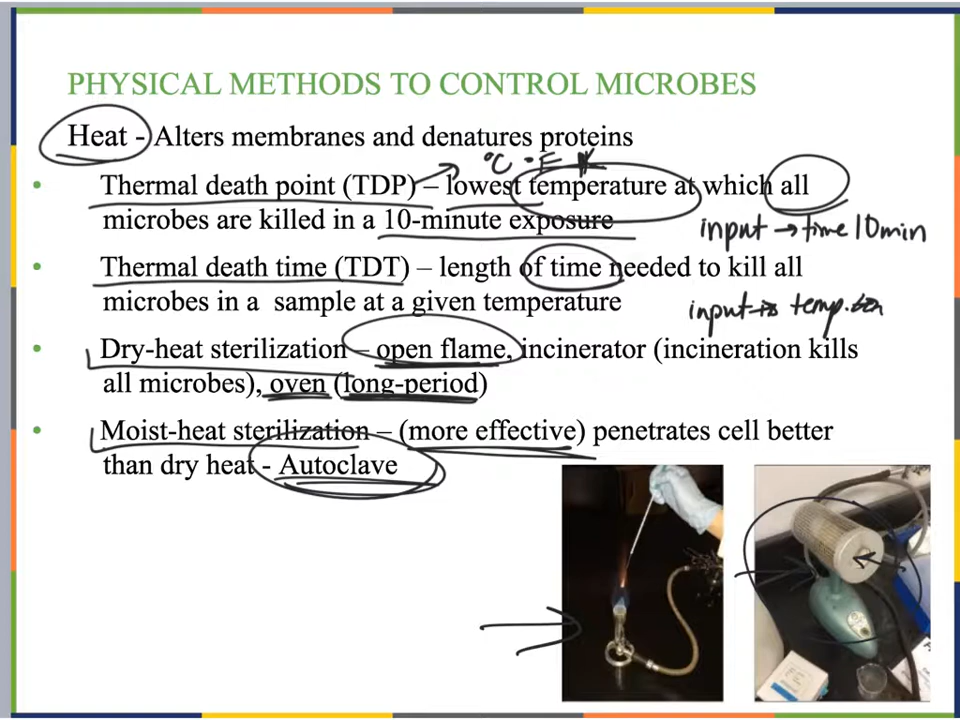 PHYSICAL METHODS TO CONTROL MICROBES
Heat - Alters membranes and denatures proteins
°C °F K
• Thermal death point (TDP) – lowest temperature at which all
microbes are killed in a 10-minute exposure
input → time 10min
• Thermal death time (TDT) – length of time needed to kill all
microbes in a sample at a given temperature
input is temp.
• Dry-heat sterilization – open flame, incinerator (incineration kills
all microbes), oven (long-period)
• Moist-heat sterilization – (more effective) penetrates cell better
than dry heat - Autoclave